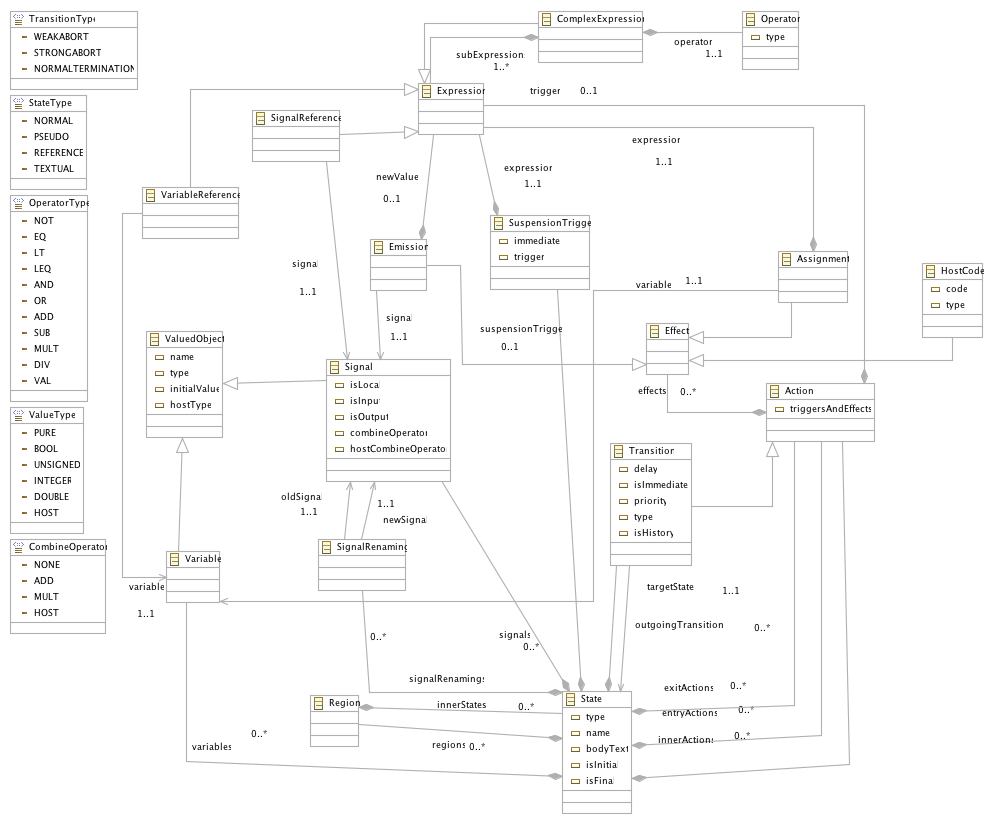 TransitionType
WEAKABORT
STRONGABORT
NORMALTERMINATION
StateType
NORMAL
PSEUDO
REFERENCE
TEXTUAL
OperatorType
NOT
EQ
LT
LEQ
AND
OR
ADD
SUB
MULT
DIV
VAL
ValueType
PURE
BOOL
UNSIGNED
INTEGER
DOUBLE
HOST
CombineOperator
NONE
ADD
MULT
HOST
ComplexExpression
Operator
type
operator
1..1
subExpressions
1..*
Expression
trigger 0..1
SignalReference
expression
1..1
expression
1..1
newValue
0..1
VariableReference
SuspensionTrigge
immediate
trigger
Emission
Assignment
HostCode
code
type
signal
1..1
variable 1..1
signal
1..1
suspensionTrigge
0..1
Effect
ValuedObject
name
type
initialValue
hostType
Signal
isLocal
isInput
isOutput
combineOperator
hostCombineOperato
effects 0..*
Action
triggersAndEffects
Transition
delay
isImmediate
priority
type
isHistory
oldSignal
1..1
1..1
newSignal
SignalRenaming
Variable
variable
1..1
targetState 1..1
outgoingTransition 0..*
0..*
signals
0..*
signalRenamings
exitActions 0..*
entryActions 0..*
innerActions 0..*
Region
innerStates 0..*
regions 0..*
variables 0..*
State
type
name
bodyText
isInitial
isFinal